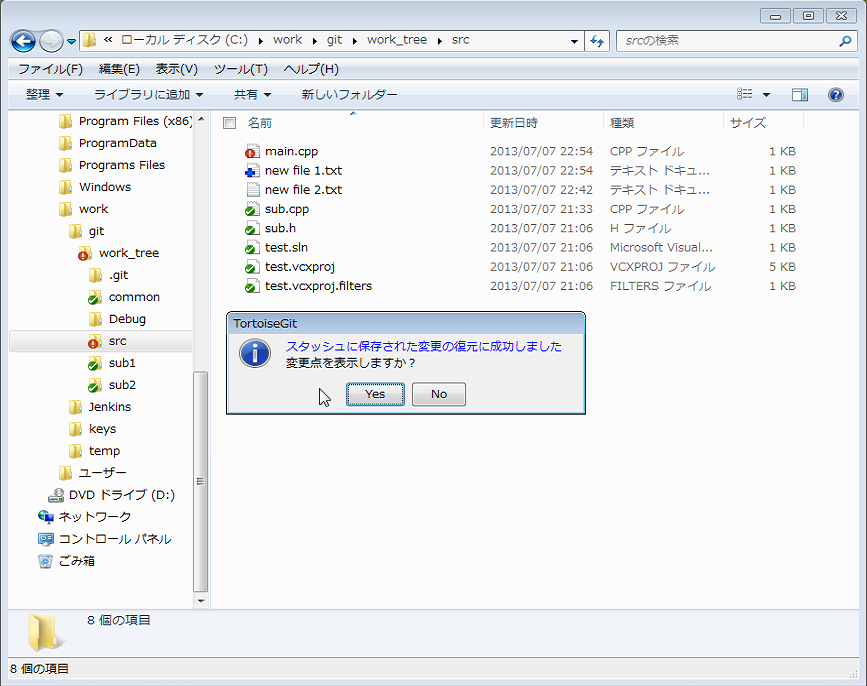 « ローカル ディスク (C:) ▸ work ▸ git ▸ work_tree ▸ src
srcの検索
ファイル(F) 編集(E) 表示(V) ツール(T) ヘルプ(H)
整理 ライブラリに追加 共有 新しいフォルダー
Program Files (x86)
ProgramData
Programs Files
Windows
work
git
work_tree
.git
common
Debug
src
sub1
sub2
Jenkins
keys
temp
ユーザー
DVD ドライブ (D:)
ネットワーク
コントロール パネル
ごみ箱
名前 更新日時 種類 サイズ
main.cpp 2013/07/07 22:54 CPP ファイル 1 KB
new file 1.txt 2013/07/07 22:54 テキスト ドキュ... 1 KB
new file 2.txt 2013/07/07 22:42 テキスト ドキュ... 1 KB
sub.cpp 2013/07/07 21:33 CPP ファイル 1 KB
sub.h 2013/07/07 21:06 H ファイル 1 KB
test.sln 2013/07/07 21:06 Microsoft Visual... 1 KB
test.vcxproj 2013/07/07 21:06 VCXPROJ ファイル 5 KB
test.vcxproj.filters 2013/07/07 21:06 FILTERS ファイル 1 KB
TortoiseGit
スタッシュに保存された変更の復元に成功しました
変更点を表示しますか？
Yes No
8 個の項目
8 個の項目